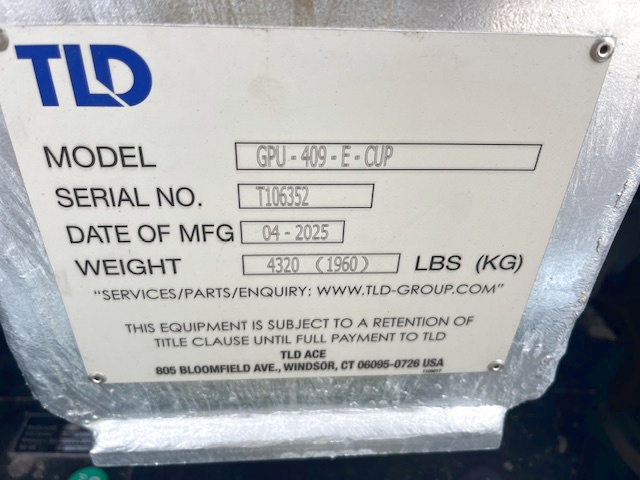 TLD
MODEL GPU-409-E-CUP
SERIAL NO. T106352
DATE OF MFG 04-2025
WEIGHT 4320 (1960) LBS (KG)
"SERVICES/PARTS/ENQUIRY: WWW.TLD-GROUP.COM"
THIS EQUIPMENT IS SUBJECT TO A RETENTION OF
TITLE CLAUSE UNTIL FULL PAYMENT TO TLD
TLD ACE
805 BLOOMFIELD AVE., WINDSOR, CT 06095-0726 USA